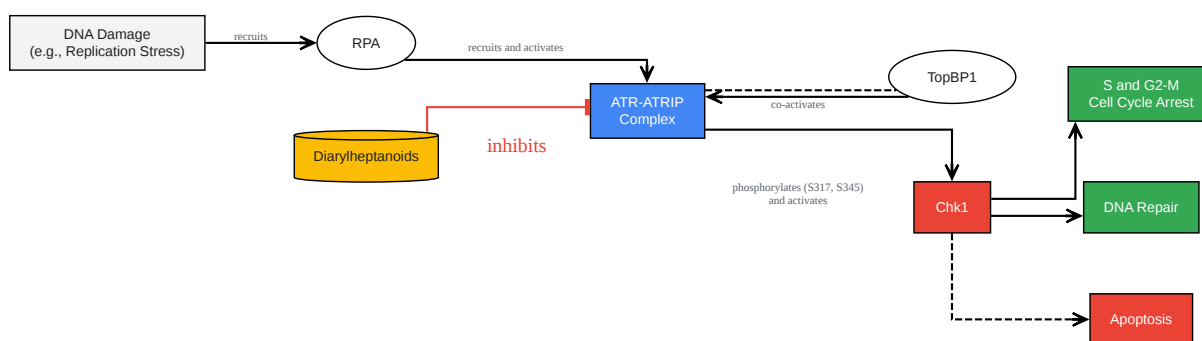 DNA Damage
(e.g., Replication Stress)
recruits
RPA
recruits and activates
ATR-ATRIP
Complex
TopBP1
co-activates
S and G2-M
Cell Cycle Arrest
Diarylheptanoids
inhibits
phosphorylates (S317, S345)
and activates
Chk1
DNA Repair
Apoptosis